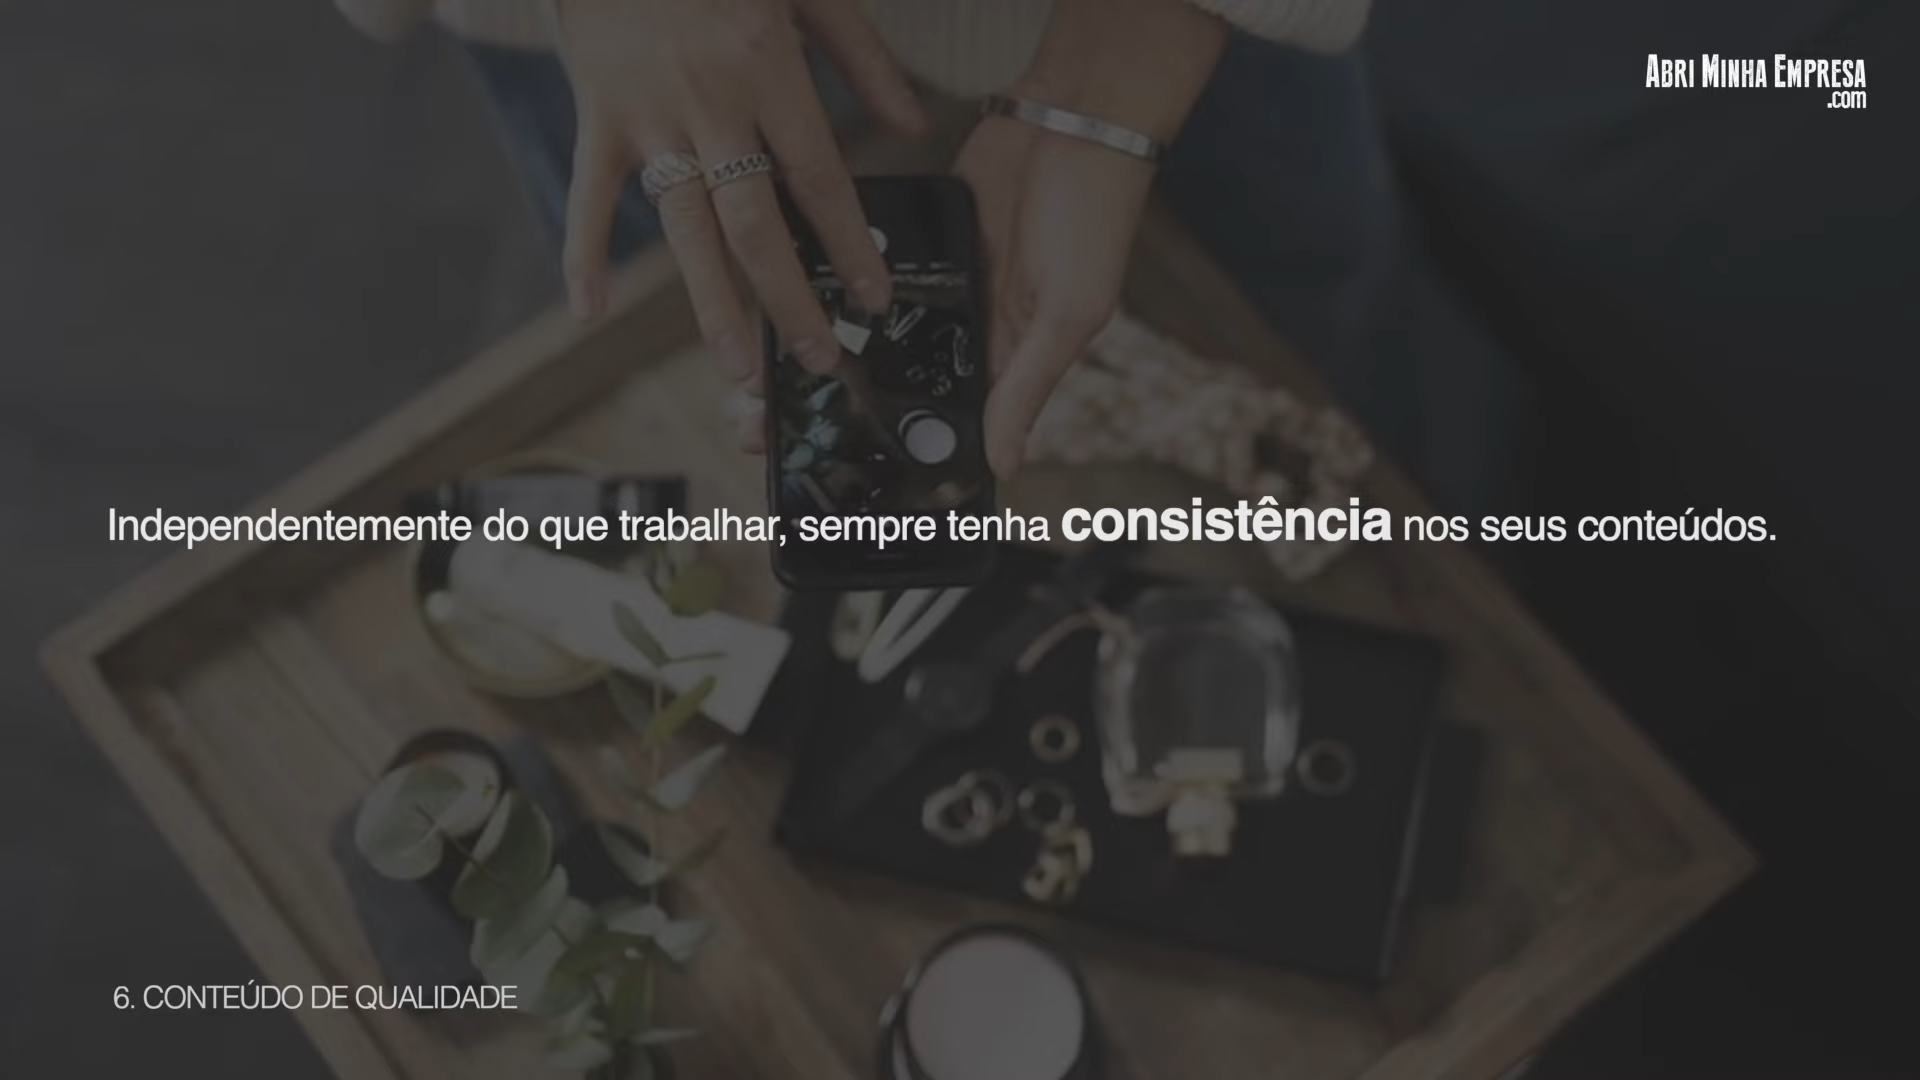 ABRI MINHA EMPRESA
.com
Independentemente do que trabalhar, sempre tenha consistência nos seus conteúdos.
6. CONTEÚDO DE QUALIDADE